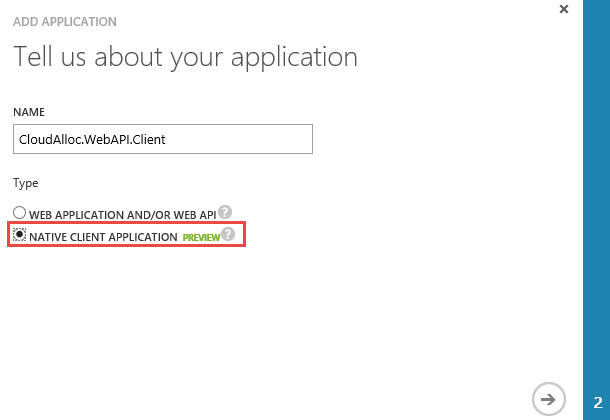 ADD APPLICATION
Tell us about your application
NAME
CloudAlloc.WebAPI.Client
Type
WEB APPLICATION AND/OR WEB API ?
NATIVE CLIENT APPLICATION PREVIEW ?
2